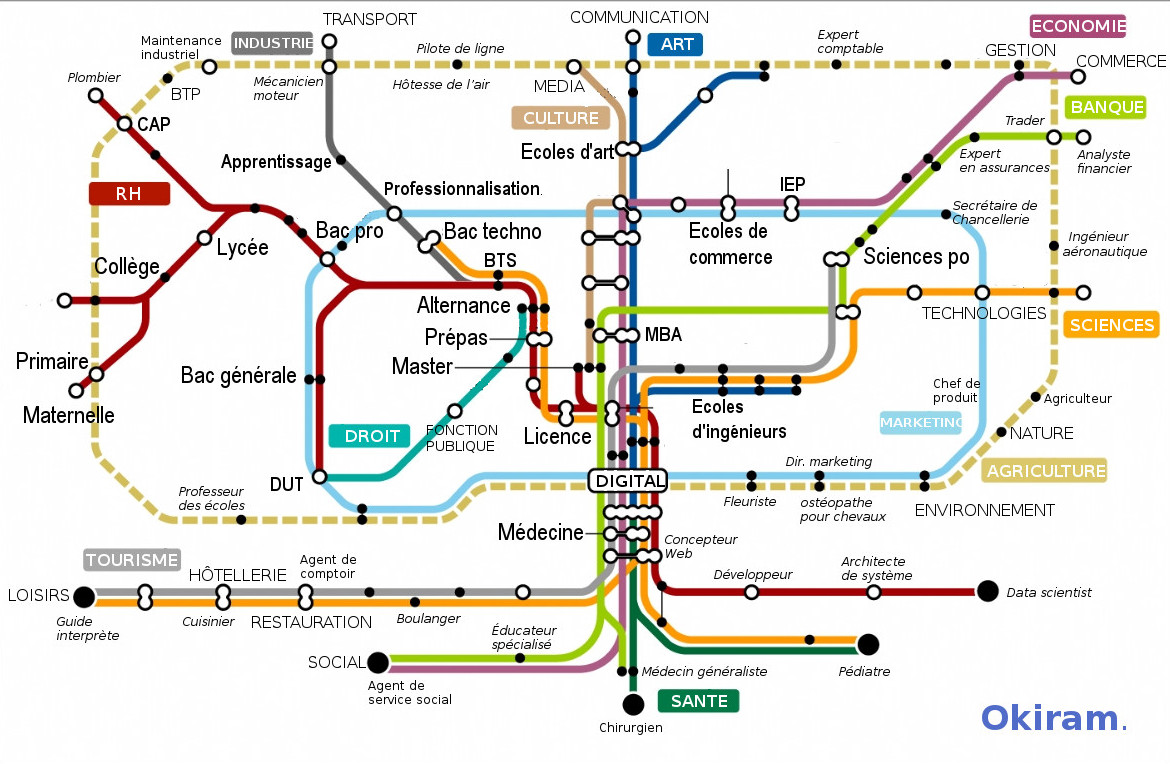 TRANSPORT
COMMUNICATION
ECONOMIE
Maintenance
industriel
INDUSTRIE
Pilote de ligne
ART
Expert
comptable
GESTION
COMMERCE
Plombier
BTP
Mécanicien
moteur
Hôtesse de l'air
MEDIA
BANQUE
CAP
CULTURE
Trader
Apprentissage
Ecoles d'art
Expert
en assurances
Analyste
financier
RH
Professionnalisation.
IEP
Secrétaire de
Chancellerie
Lycée
Bac pro
Bac techno
Ecoles de
commerce
Sciences po
Ingénieur
aéronautique
Collège
BTS
Alternance
TECHNOLOGIES
SCIENCES
Prépas
MBA
Primaire
Master
Bac générale
Chef de
produit
Agriculteur
Maternelle
Ecoles
d'ingénieurs
DROIT
FONCTION
PUBLIQUE
Licence
MARKETING
NATURE
DUT
DIGITAL
Dir. marketing
AGRICULTURE
Professeur
des écoles
Fleuriste
ostéopathe
pour chevaux
ENVIRONNEMENT
Médecine
Concepteur
Web
TOURISME
Agent de
comptoir
HÔTELLERIE
Développeur
Architecte
de système
LOISIRS
Data scientist
Guide
interprète
Cuisinier
RESTAURATION
Boulanger
Éducateur
spécialisé
SOCIAL
Médecin généraliste
Pédiatre
Agent de
service social
SANTE
Chirurgien
Okiram.